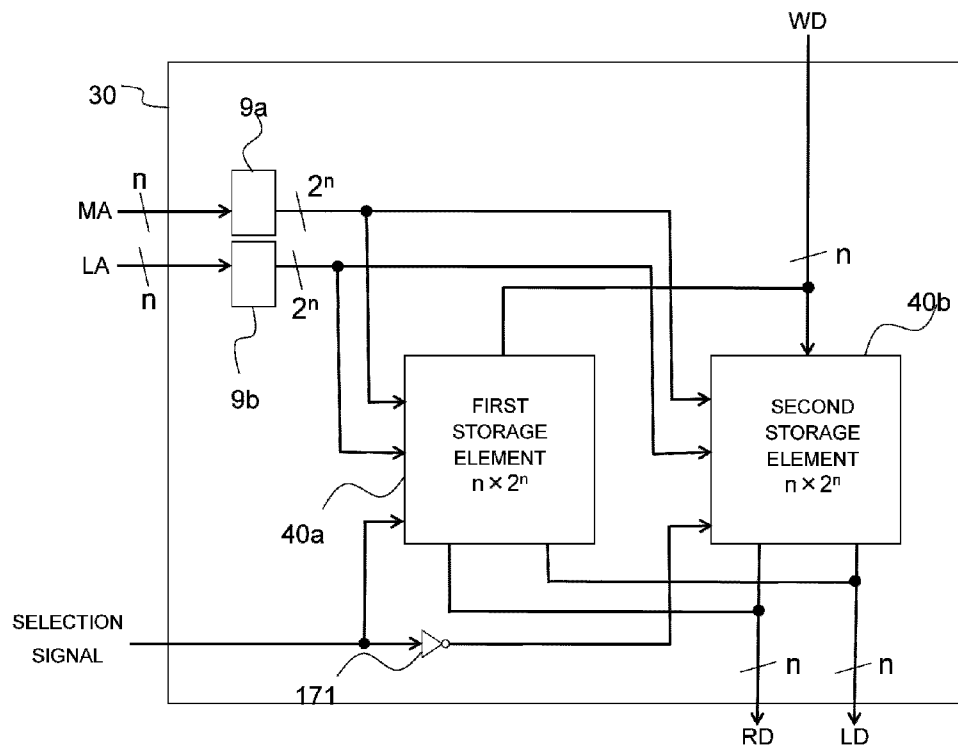 WD
30
9a
n
2ⁿ
MA
LA
n
2ⁿ
n
40b
9b
FIRST
STORAGE
ELEMENT
n × 2ⁿ
SECOND
STORAGE
ELEMENT
n × 2ⁿ
40a
SELECTION
SIGNAL
171
n
n
RD
LD